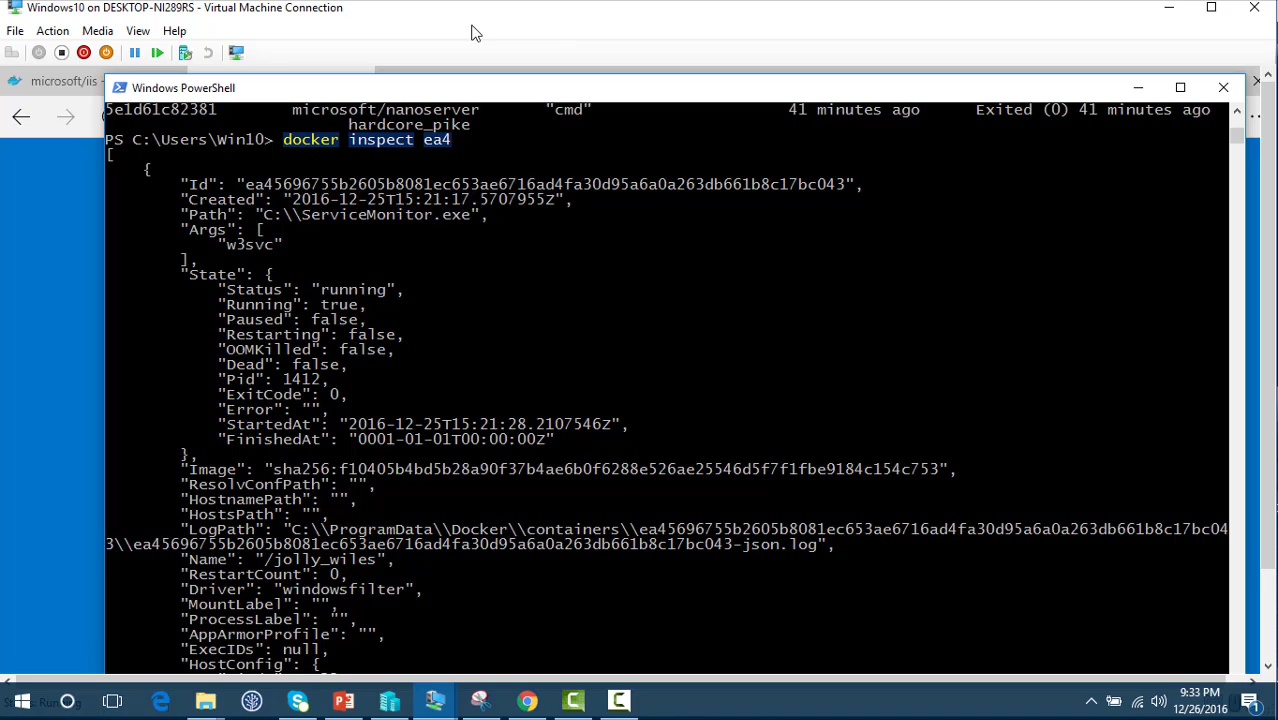 Windows10 on DESKTOP-NI289RS - Virtual Machine Connection
File Action Media View Help
microsoft/iis -
Windows PowerShell
5e1d61c82381 microsoft/nanoserver "cmd" 41 minutes ago Exited (0) 41 minutes ago
hardcore_pike
PS C:\Users\Win10> docker inspect ea4
[
{
"Id": "ea45696755b2605b8081ec653ae6716ad4fa30d95a6a0a263db661b8c17bc043",
"Created": "2016-12-25T15:21:17.5707955Z",
"Path": "C:\\ServiceMonitor.exe",
"Args": [
"w3svc"
],
"State": {
"Status": "running",
"Running": true,
"Paused": false,
"Restarting": false,
"OOMKilled": false,
"Dead": false,
"Pid": 1412,
"ExitCode": 0,
"Error": "",
"StartedAt": "2016-12-25T15:21:28.2107546Z",
"FinishedAt": "0001-01-01T00:00:00Z"
},
"Image": "sha256:f10405b4bd5b28a90f37b4ae6b0f6288e526ae25546d5f7f1fbe9184c154c753",
"ResolvConfPath": "",
"HostnamePath": "",
"HostsPath": "",
"LogPath": "C:\\ProgramData\\Docker\\containers\\ea45696755b2605b8081ec653ae6716ad4fa30d95a6a0a263db661b8c17bc04
3\\ea45696755b2605b8081ec653ae6716ad4fa30d95a6a0a263db661b8c17bc043-json.log",
"Name": "/jolly_wiles",
"RestartCount": 0,
"Driver": "windowsfilter",
"MountLabel": "",
"ProcessLabel": "",
"AppArmorProfile": "",
"ExecIDs": null,
"HostConfig": {
9:33 PM
12/26/2016